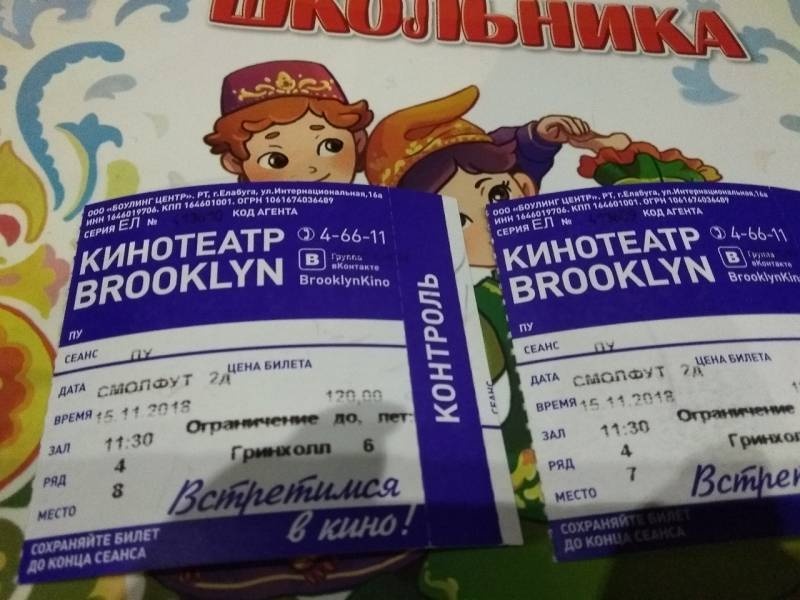 ШКОЛЬНИКА
ООО «БОУЛИНГ ЦЕНТР». РТ, г.Елабуга, ул.Интернациональная,16а
ИНН 1646019706. КПП 164601001. ОГРН 1061674036489
СЕРИЯ ЕЛ № КОД АГЕНТА
КИНОТЕАТР
BROOKLYN
4-66-11
В Группа вКонтакте
BrooklynKino
ПУ
СЕАНС ПУ
ЦЕНА БИЛЕТА
ДАТА СМОЛФУТ 2Д
120,00
ВРЕМЯ 15.11.2018
Ограничение до, лет:
ЗАЛ 11:30
Гринхолл 6
РЯД 4
8
МЕСТО
Встретимся
в кино!
СОХРАНЯЙТЕ БИЛЕТ
ДО КОНЦА СЕАНСА
КОНТРОЛЬ
СЕАНС
ООО «БОУЛИНГ ЦЕНТР». РТ, г.Елабуга, ул.Интернациональная,16а
ИНН 1646019706. КПП 164601001. ОГРН 1061674036489
СЕРИЯ ЕЛ № КОД АГЕНТА
КИНОТЕАТР
BROOKLYN
4-66-11
В Группа вКонтакте
BrooklynKino
ПУ
СЕАНС ПУ
ЦЕНА БИЛЕТА
ДАТА СМОЛФУТ 2Д
ВРЕМЯ 15.11.2018
Ограничение
ЗАЛ 11:30
Гринхолл
РЯД 4
7
МЕСТО
Встре
СОХРАНЯЙТЕ БИЛЕТ
ДО КОНЦА СЕАНСА